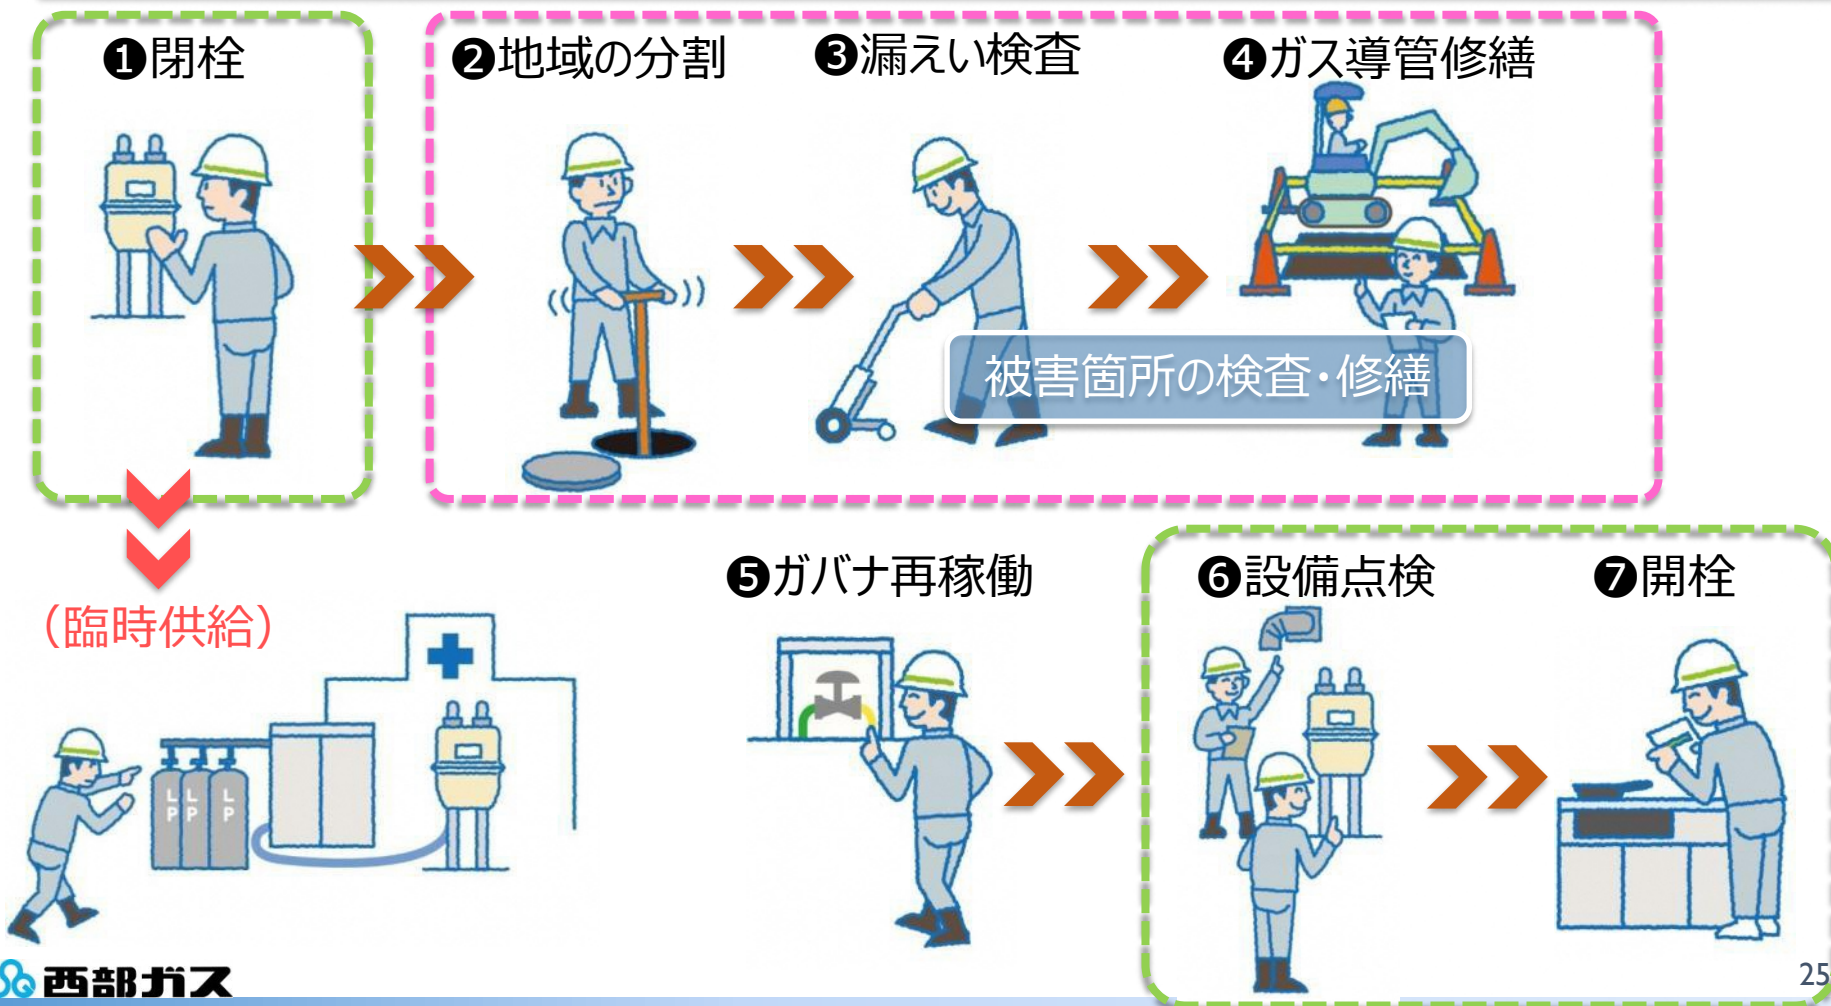 ❶閉栓
❷地域の分割
❸漏えい検査
❹ガス導管修繕
被害箇所の検査・修繕
（臨時供給）
❺ガバナ再稼働
❻設備点検
❼開栓
LP
LP
LP
西部ガス
25